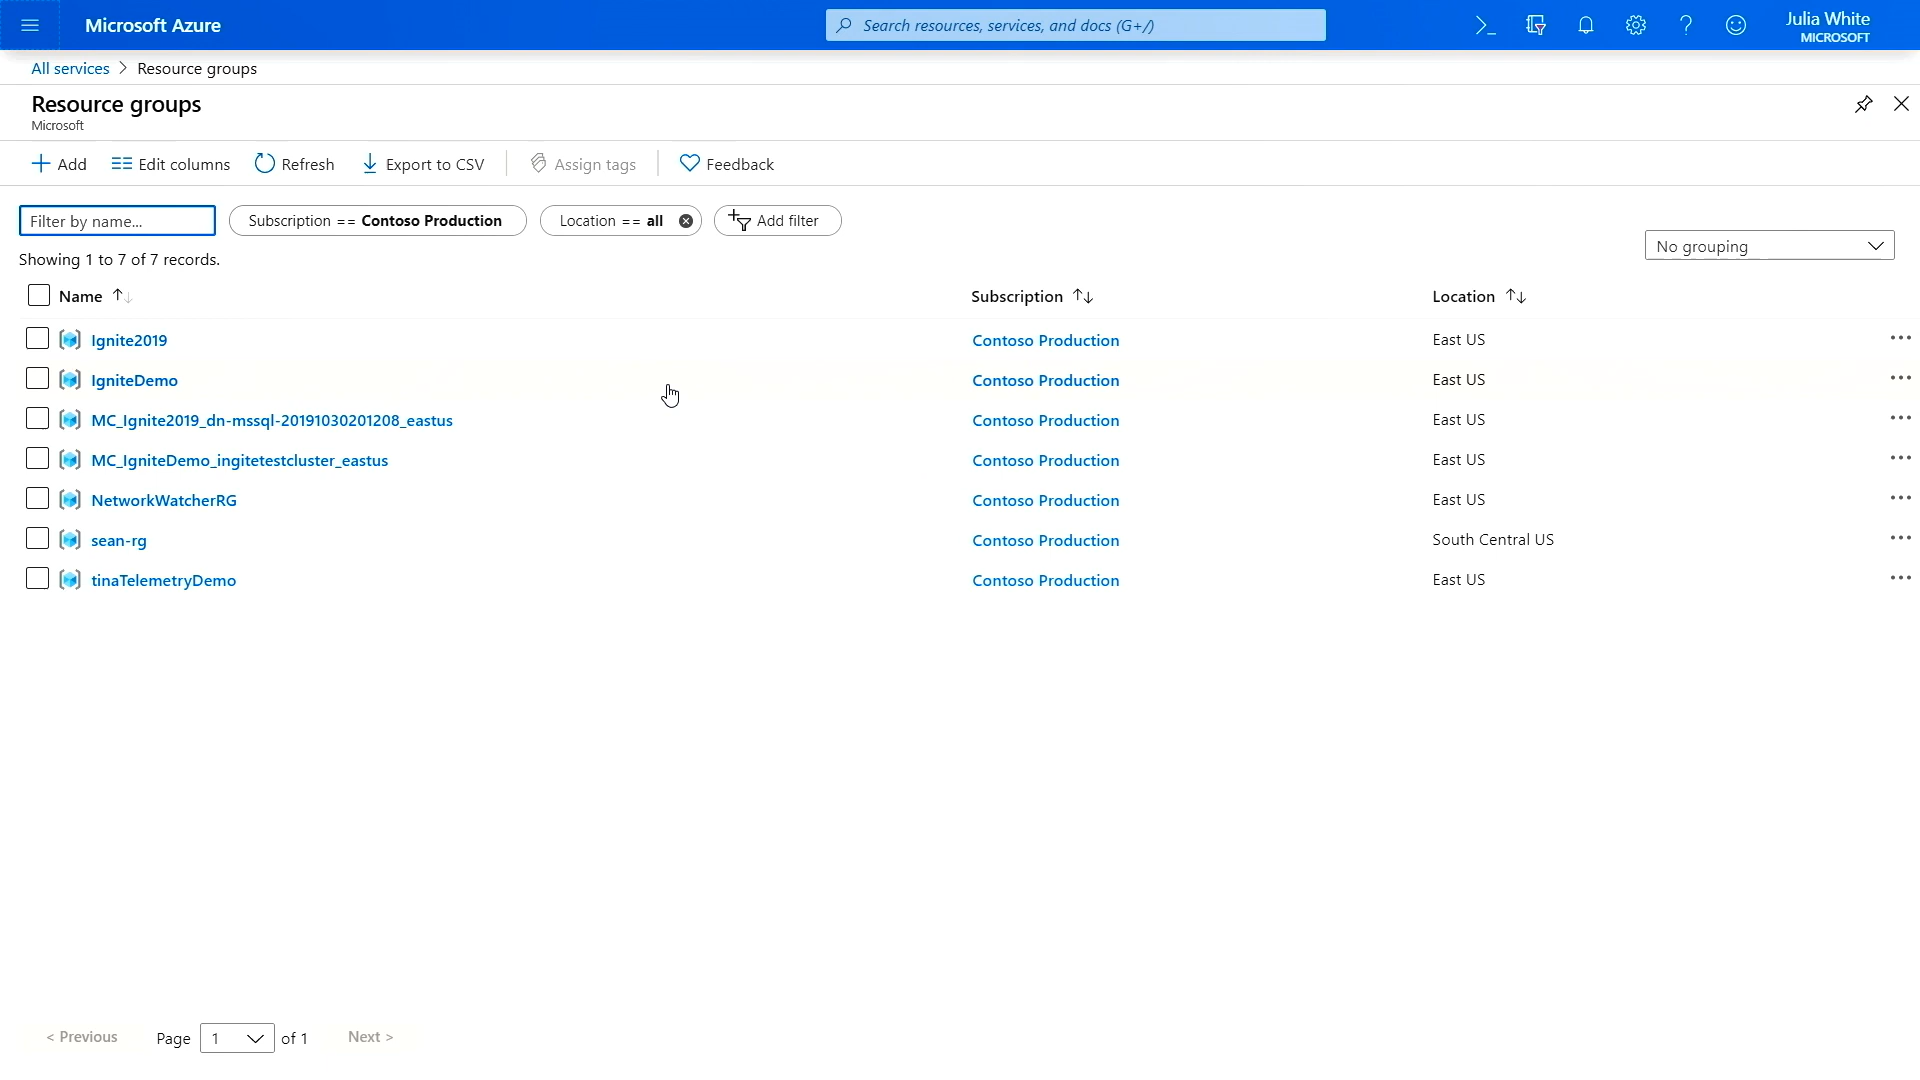 Microsoft Azure
Search resources, services, and docs (G+/)
Julia White
MICROSOFT
All services > Resource groups
Resource groups
Microsoft
+ Add
Edit columns
Refresh
Export to CSV
Assign tags
Feedback
Filter by name...
Subscription == Contoso Production
Location == all
Add filter
No grouping
Showing 1 to 7 of 7 records.
Name
Subscription
Location
Ignite2019 Contoso Production East US
IgniteDemo Contoso Production East US
MC_Ignite2019_dn-mssql-20191030201208_eastus Contoso Production East US
MC_IgniteDemo_ingitetestcluster_eastus Contoso Production East US
NetworkWatcherRG Contoso Production East US
sean-rg Contoso Production South Central US
tinaTelemetryDemo Contoso Production East US
< Previous Page 1 of 1 Next >